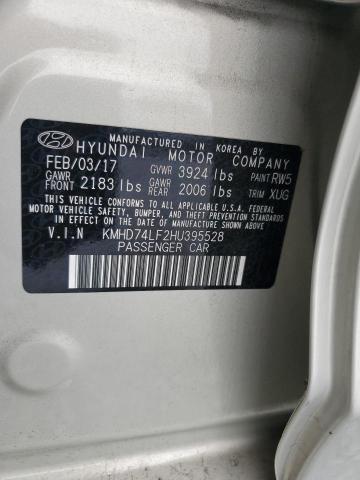 MANUFACTURED IN KOREA BY
HYUNDAI MOTOR COMPANY
FEB/03/17 GVWR 3924 lbs PAINT RW5
GAWR FRONT 2183 lbs GAWR REAR 2006 lbs TRIM XUG
THIS VEHICLE CONFORMS TO ALL APPLICABLE U.S.A. FEDERAL
MOTOR VEHICLE SAFETY, BUMPER, AND THEFT PREVENTION STANDARDS
IN EFFECT ON THE DATE OF MANUFACTURE SHOWN ABOVE.
V.I.N KMHD74LF2HU395528
PASSENGER CAR